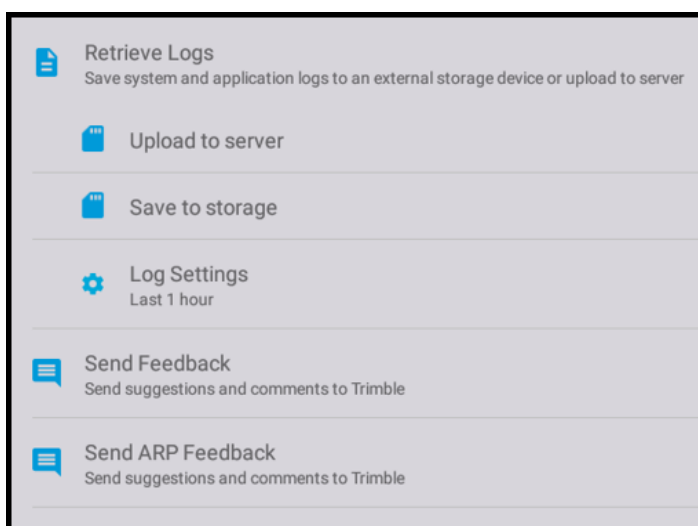 Retrieve Logs
Save system and application logs to an external storage device or upload to server
Upload to server
Save to storage
Log Settings
Last 1 hour
Send Feedback
Send suggestions and comments to Trimble
Send ARP Feedback
Send suggestions and comments to Trimble